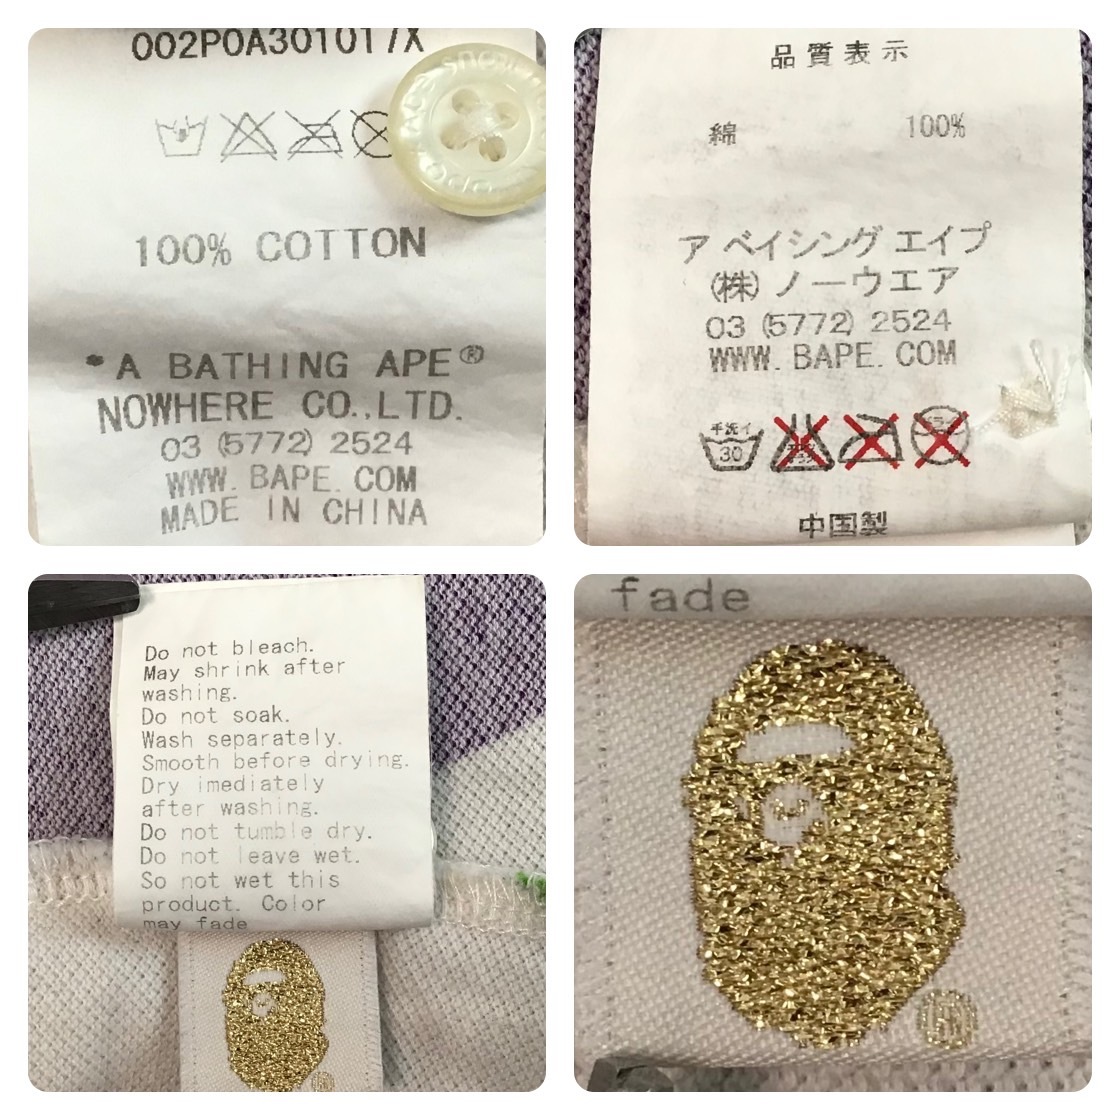 002P0A301017X
100% COTTON
*A BATHING APE®
NOWHERE CO.,LTD.
03 (5772) 2524
WWW. BAPE. COM
MADE IN CHINA
品質表示
綿 100%
ア ベイシング エイプ
(株) ノーウエア
03 (5772) 2524
WWW. BAPE. COM
手洗イ
30
中国製
Do not bleach.
May shrink after
washing.
Do not soak.
Wash separately.
Smooth before drying.
Dry imediately
after washing.
Do not tumble dry.
Do not leave wet.
So not wet this
product. Color
may fade
fade